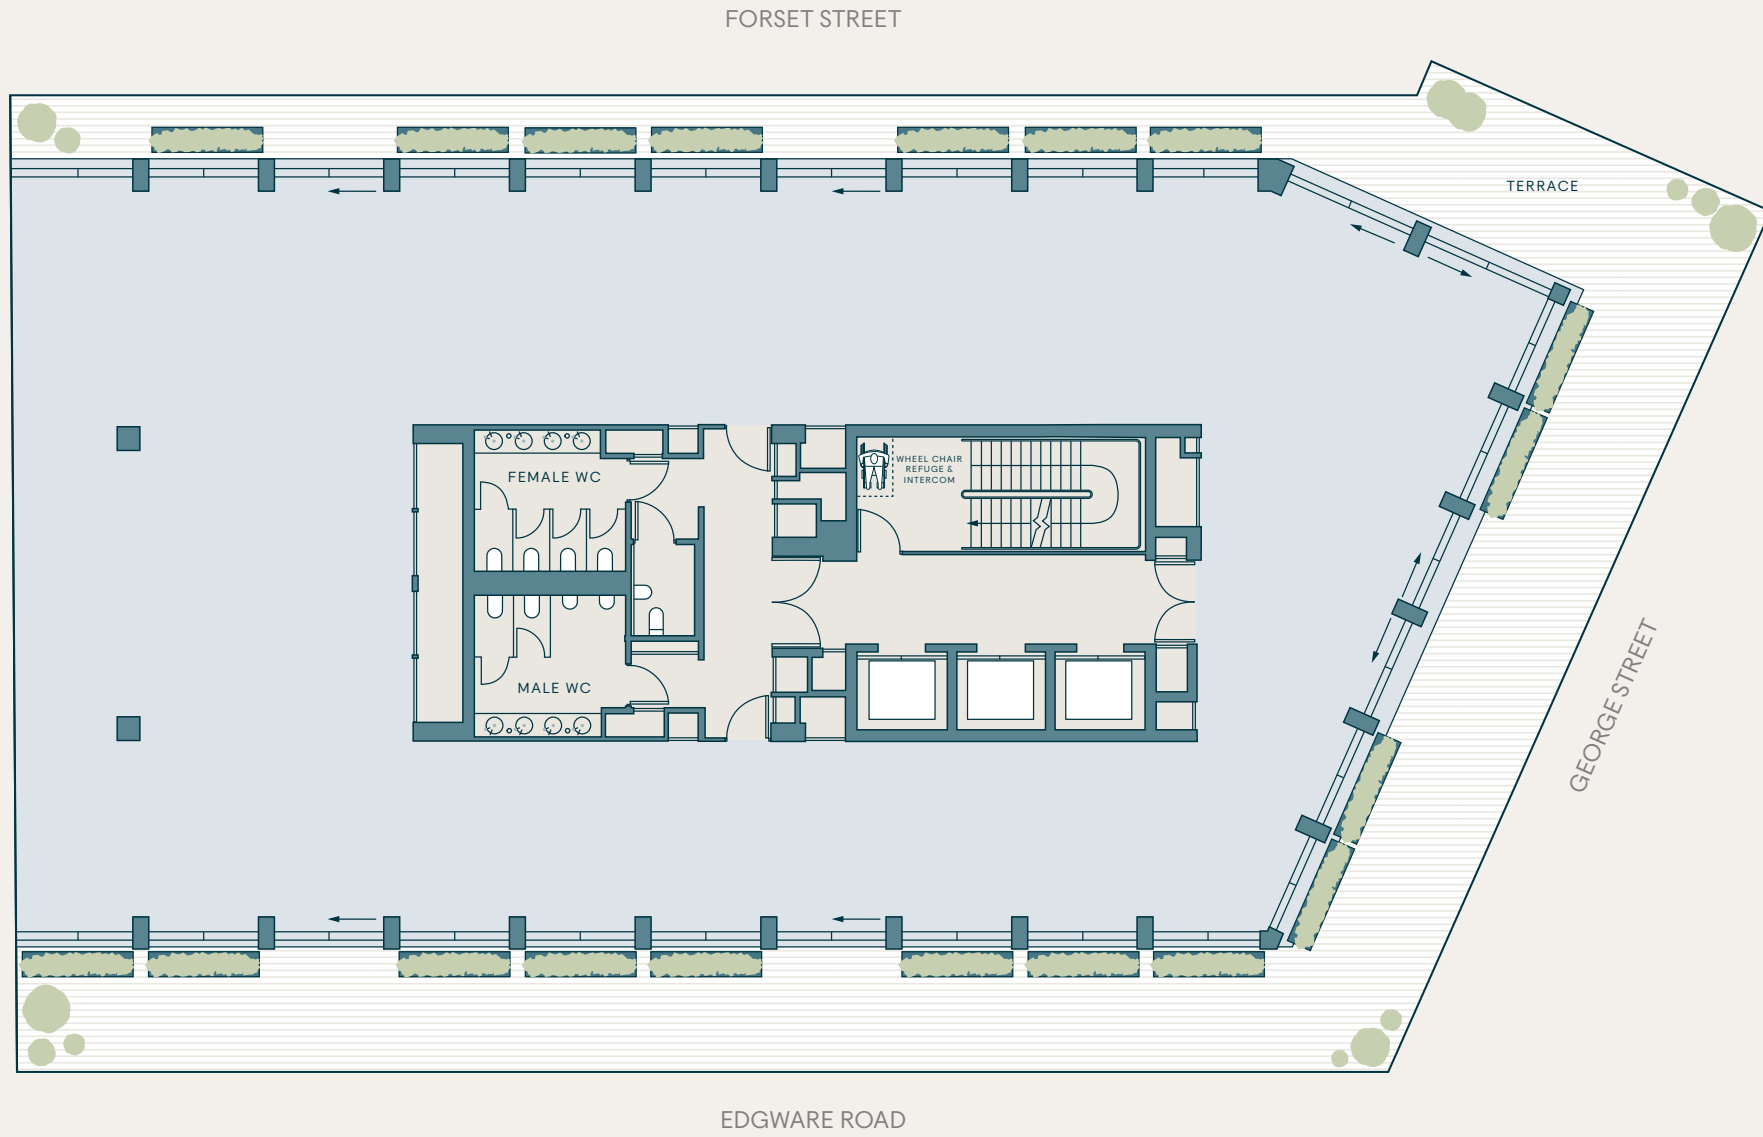 FORSET STREET
TERRACE
WHEEL CHAIR
REFUGE &
INTERCOM
FEMALE WC
MALE WC
GEORGE STREET
EDGWARE ROAD